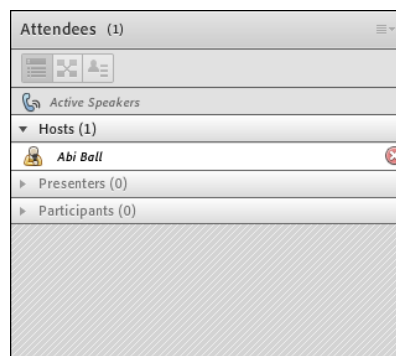 Attendees (1)
Active Speakers
Hosts (1)
Abi Ball
Presenters (0)
Participants (0)